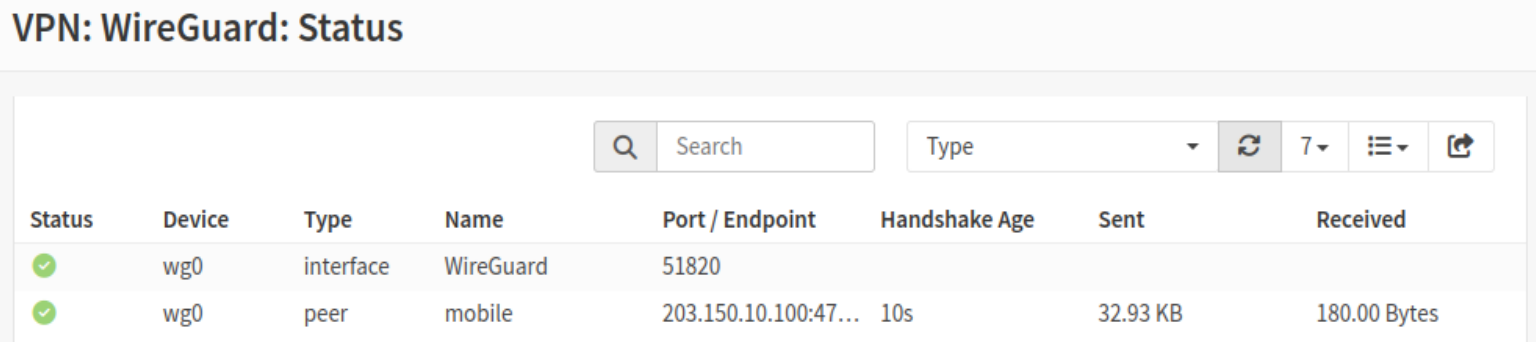 VPN: WireGuard: Status
Search Type 7
Status Device Type Name Port / Endpoint Handshake Age Sent Received
wg0 interface WireGuard 51820
wg0 peer mobile 203.150.10.100:47… 10s 32.93 KB 180.00 Bytes